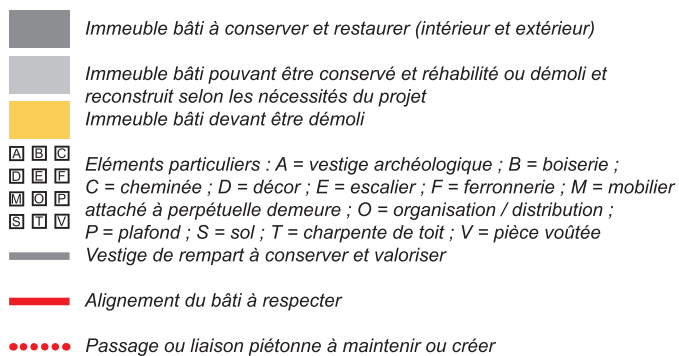 Immeuble bâti à conserver et restaurer (intérieur et extérieur)
Immeuble bâti pouvant être conservé et réhabilité ou démoli et
reconstruit selon les nécessités du projet
Immeuble bâti devant être démoli
A B C
D E F
M O P
S T V
Eléments particuliers : A = vestige archéologique ; B = boiserie ;
C = cheminée ; D = décor ; E = escalier ; F = ferronnerie ; M = mobilier
attaché à perpétuelle demeure ; O = organisation / distribution ;
P = plafond ; S = sol ; T = charpente de toit ; V = pièce voûtée
Vestige de rempart à conserver et valoriser
Alignement du bâti à respecter
Passage ou liaison piétonne à maintenir ou créer